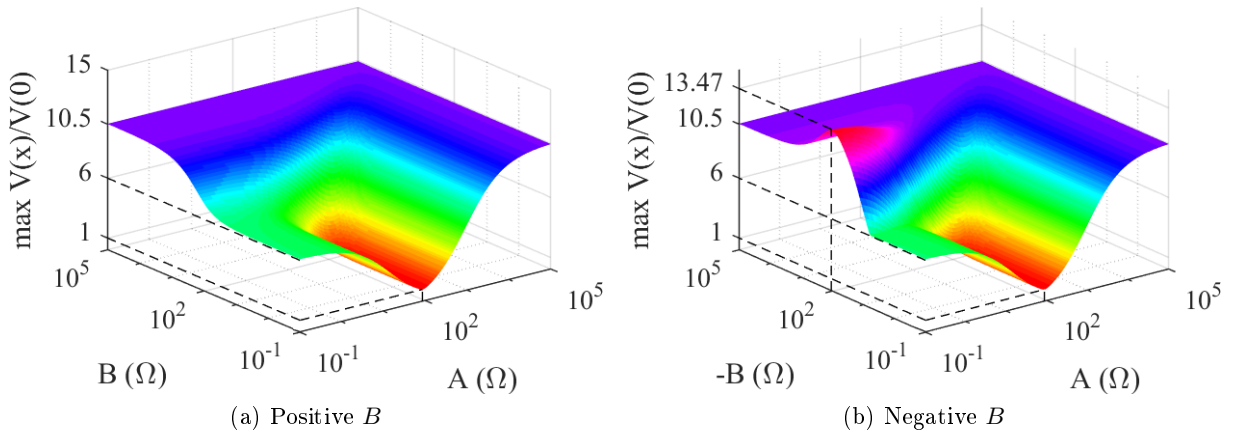 max V(x)/V(0)
15
10.5
6
1
10^5
10^2
10^-1
B (Ω)
10^-1
10^2
10^5
A (Ω)
(a) Positive B
max V(x)/V(0)
13.47
10.5
6
1
10^5
10^2
10^-1
-B (Ω)
10^-1
10^2
10^5
A (Ω)
(b) Negative B